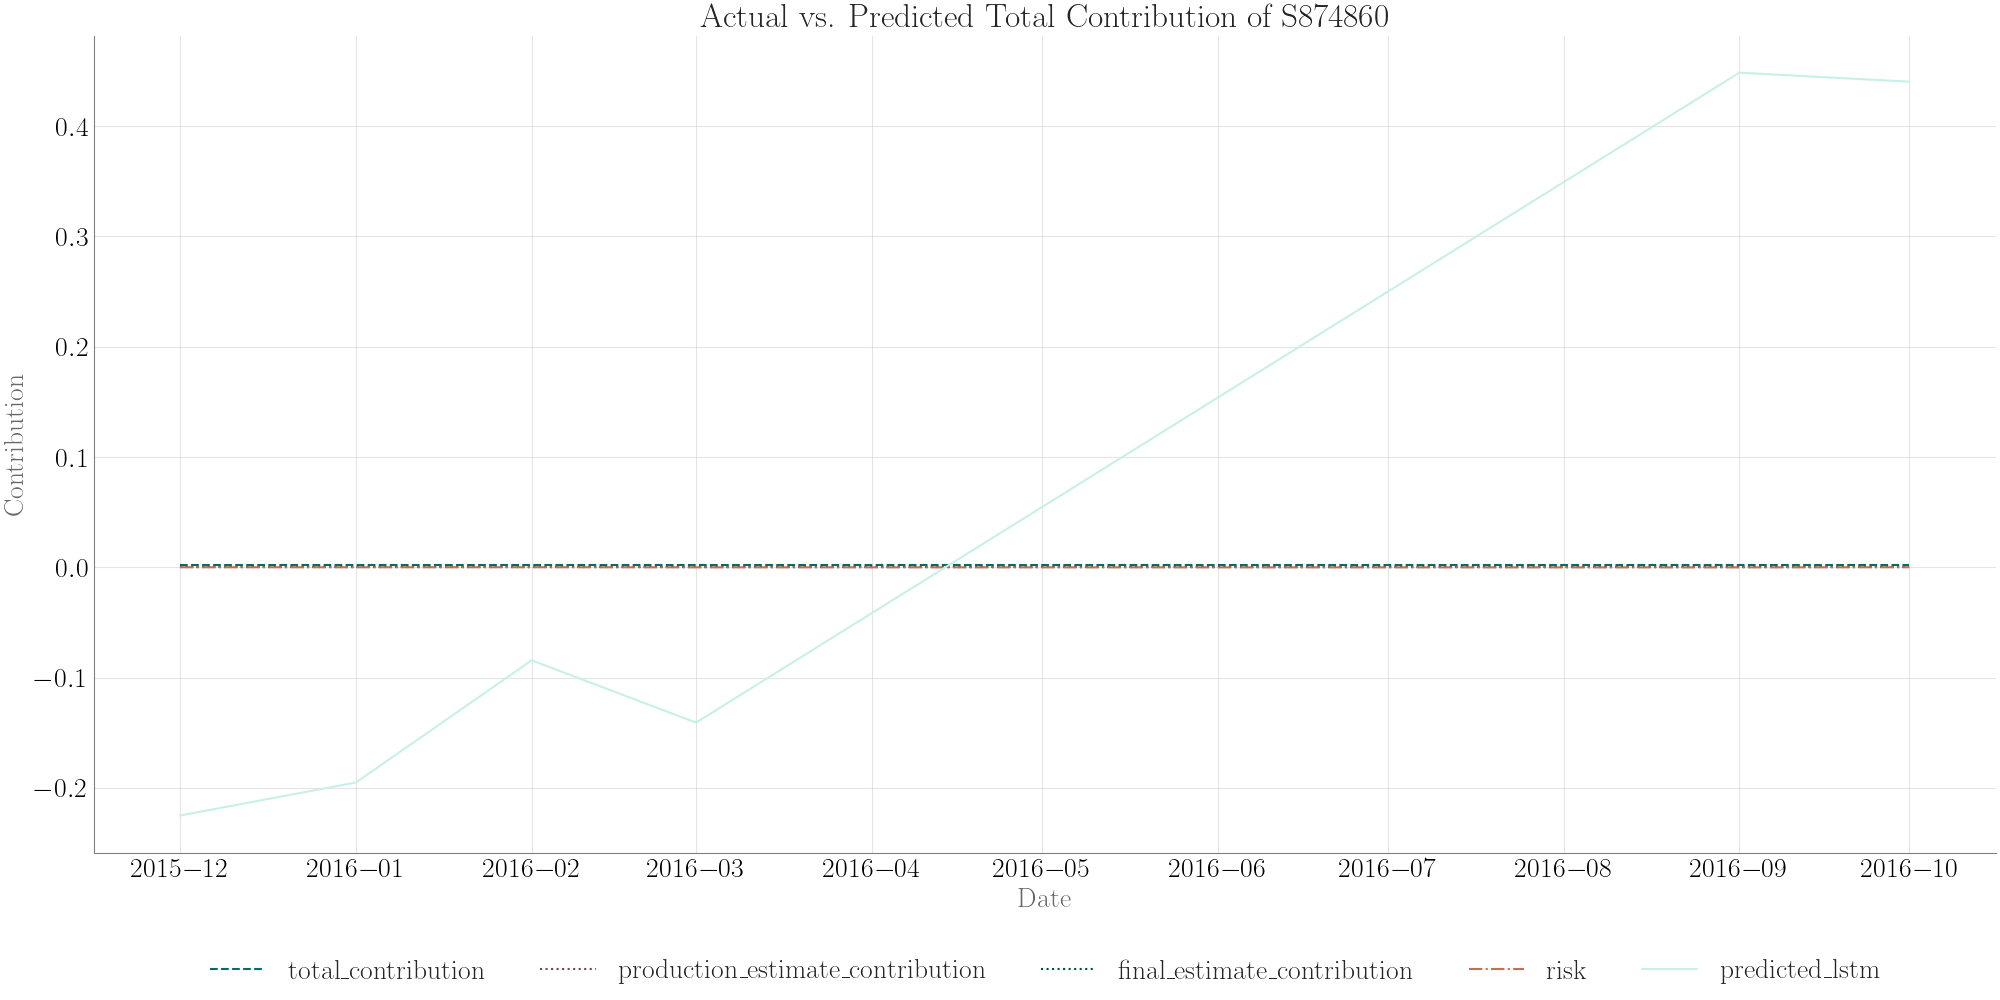 Actual vs. Predicted Total Contribution of S874860
Contribution
0.4
0.3
0.2
0.1
0.0
−0.1
−0.2
2015−12 2016−01 2016−02 2016−03 2016−04 2016−05 2016−06 2016−07 2016−08 2016−09 2016−10
Date
total_contribution production_estimate_contribution final_estimate_contribution risk predicted_lstm